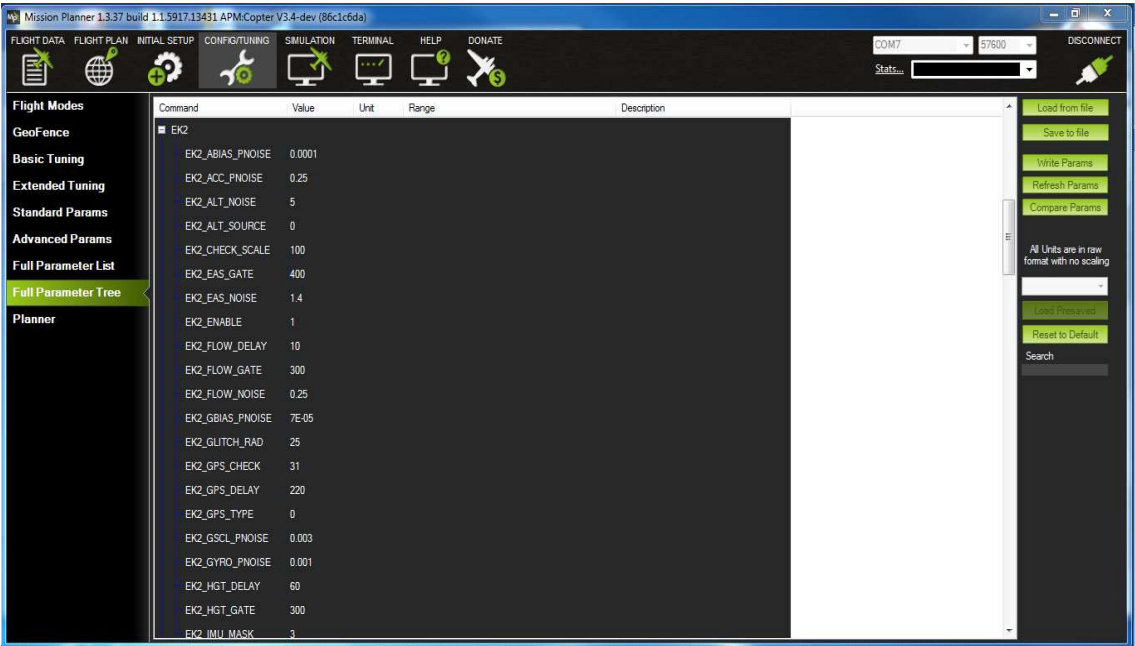 Mission Planner 1.3.37 build 1.1.5917.13431 APM:Copter V3.4-dev (86c1c6da)
FLIGHT DATA FLIGHT PLAN INITIAL SETUP CONFIG/TUNING SIMULATION TERMINAL HELP DONATE
COM7 57600 DISCONNECT
Stats...
Flight Modes
GeoFence
Basic Tuning
Extended Tuning
Standard Params
Advanced Params
Full Parameter List
Full Parameter Tree
Planner
Command Value Unit Range Description
EK2
EK2_ABIAS_PNOISE 0.0001
EK2_ACC_PNOISE 0.25
EK2_ALT_NOISE 5
EK2_ALT_SOURCE 0
EK2_CHECK_SCALE 100
EK2_EAS_GATE 400
EK2_EAS_NOISE 1.4
EK2_ENABLE 1
EK2_FLOW_DELAY 10
EK2_FLOW_GATE 300
EK2_FLOW_NOISE 0.25
EK2_GBIAS_PNOISE 7E-05
EK2_GLITCH_RAD 25
EK2_GPS_CHECK 31
EK2_GPS_DELAY 220
EK2_GPS_TYPE 0
EK2_GSCL_PNOISE 0.003
EK2_GYRO_PNOISE 0.001
EK2_HGT_DELAY 60
EK2_HGT_GATE 300
EK2_IMU_MASK 3
Load from file
Save to file
Write Params
Refresh Params
Compare Params
All Units are in raw
format with no scaling
Load Presaved
Reset to Default
Search